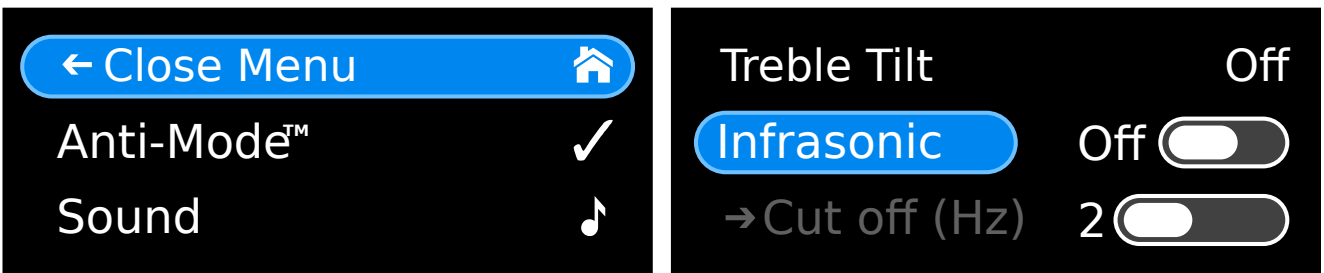 ← Close Menu
Anti-Mode™ ✓
Sound ♪
Treble Tilt Off
Infrasonic Off
→ Cut off (Hz) 2